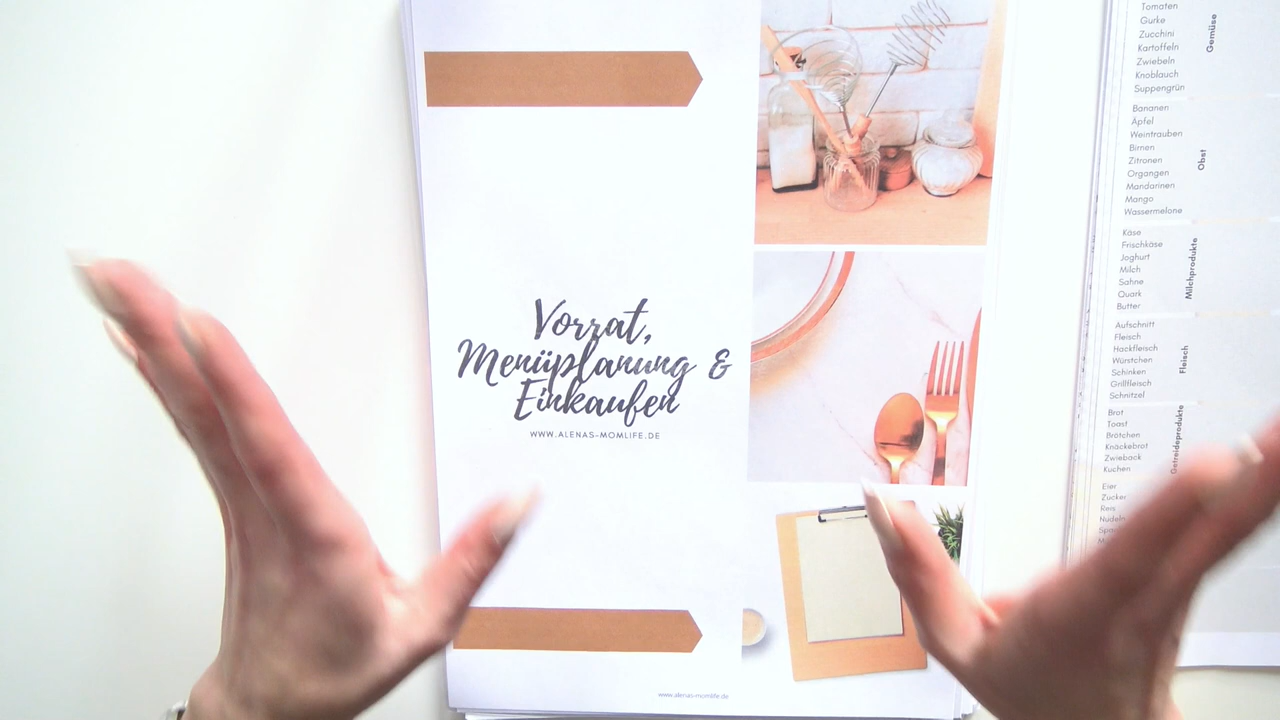 Vorrat,
Menüplanung &
Einkaufen
WWW.ALENAS-MOMLIFE.DE
www.alenas-momlife.de
Tomaten
Gurke
Zucchini
Kartoffeln
Zwiebeln
Knoblauch
Suppengrün
Gemüse
Bananen
Äpfel
Weintrauben
Birnen
Zitronen
Organgen
Mandarinen
Mango
Wassermelone
Obst
Käse
Frischkäse
Joghurt
Milch
Sahne
Quark
Butter
Milchprodukte
Aufschnitt
Fleisch
Hackfleisch
Würstchen
Schinken
Grillfleisch
Schnitzel
Fleisch
Brot
Toast
Brötchen
Knäckebrot
Zwieback
Kuchen
Getreideprodukte
Eier
Zucker
Reis